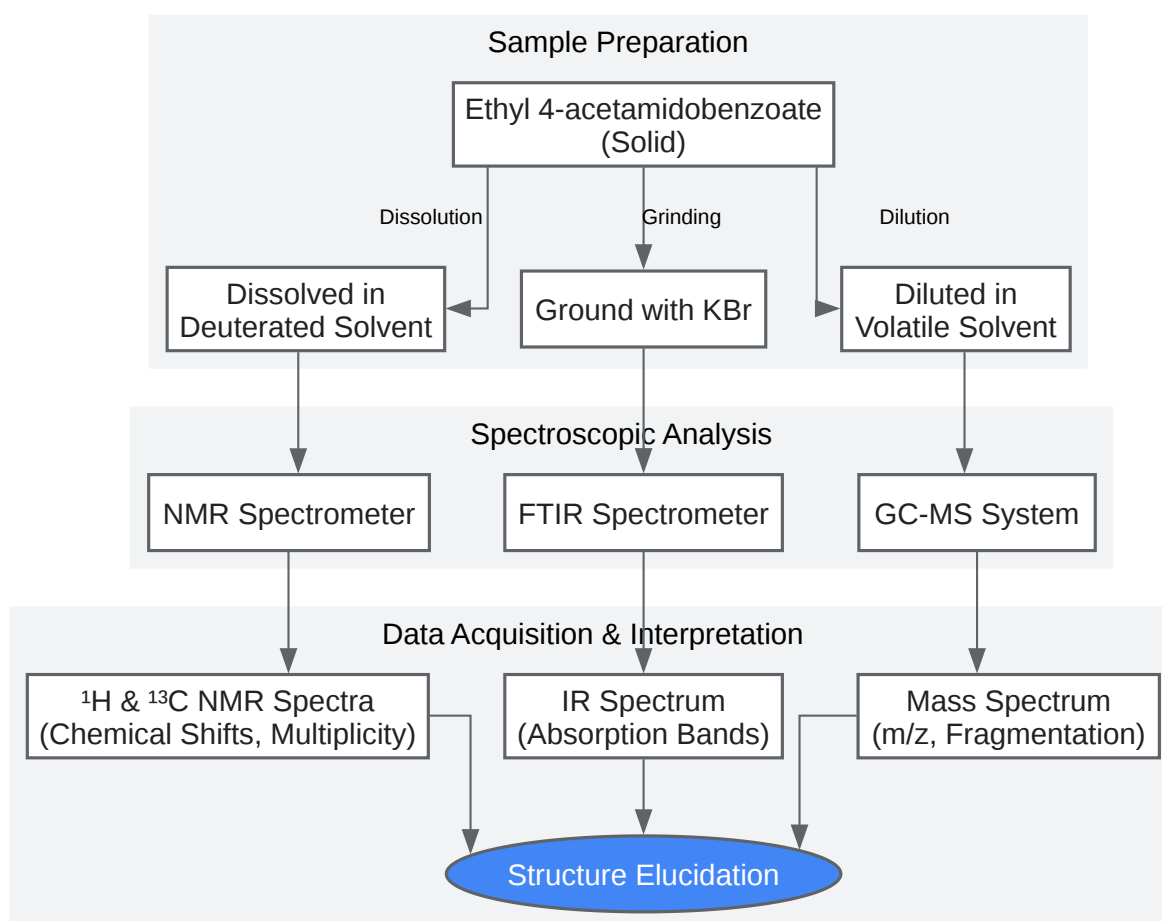 Sample Preparation
Ethyl 4-acetamidobenzoate
(Solid)
Dissolution
Grinding
Dilution
Dissolved in
Deuterated Solvent
Ground with KBr
Diluted in
Volatile Solvent
Spectroscopic Analysis
NMR Spectrometer
FTIR Spectrometer
GC-MS System
Data Acquisition & Interpretation
¹H & ¹³C NMR Spectra
(Chemical Shifts, Multiplicity)
IR Spectrum
(Absorption Bands)
Mass Spectrum
(m/z, Fragmentation)
Structure Elucidation